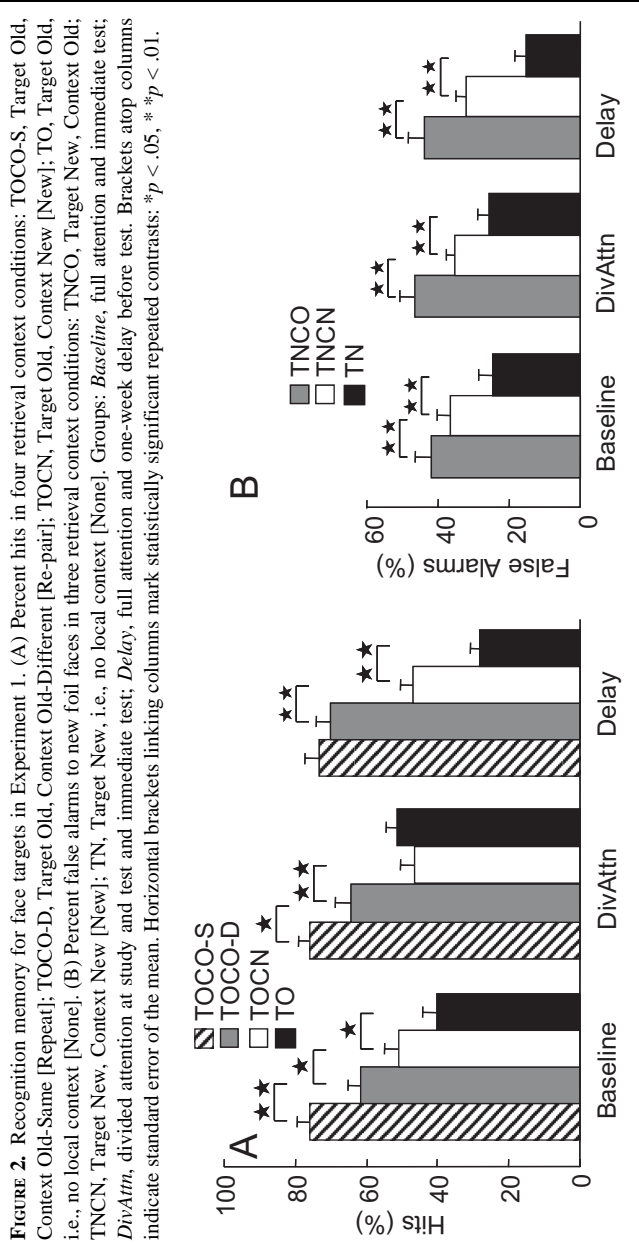 FIGURE 2. Recognition memory for face targets in Experiment 1. (A) Percent hits in four retrieval context conditions: TOCO-S, Target Old,
Context Old-Same [Repeat]; TOCO-D, Target Old, Context Old-Different [Re-pair]; TOCN, Target Old, Context New [New]; TO, Target Old,
i.e., no local context [None]. (B) Percent false alarms to new foil faces in three retrieval context conditions: TNCO, Target New, Context Old;
TNCN, Target New, Context New [New]; TN, Target New, i.e., no local context [None]. Groups: Baseline, full attention and immediate test;
DivAttn, divided attention at study and test and immediate test; Delay, full attention and one-week delay before test. Brackets atop columns
indicate standard error of the mean. Horizontal brackets linking columns mark statistically significant repeated contrasts: *p < .05, **p < .01.
A
TOCO-S
TOCO-D
TOCN
TO
Hits (%)
100
80
60
40
20
0
Baseline
DivAttn
Delay
B
TNCO
TNCN
TN
False Alarms (%)
60
40
20
0
Baseline
DivAttn
Delay